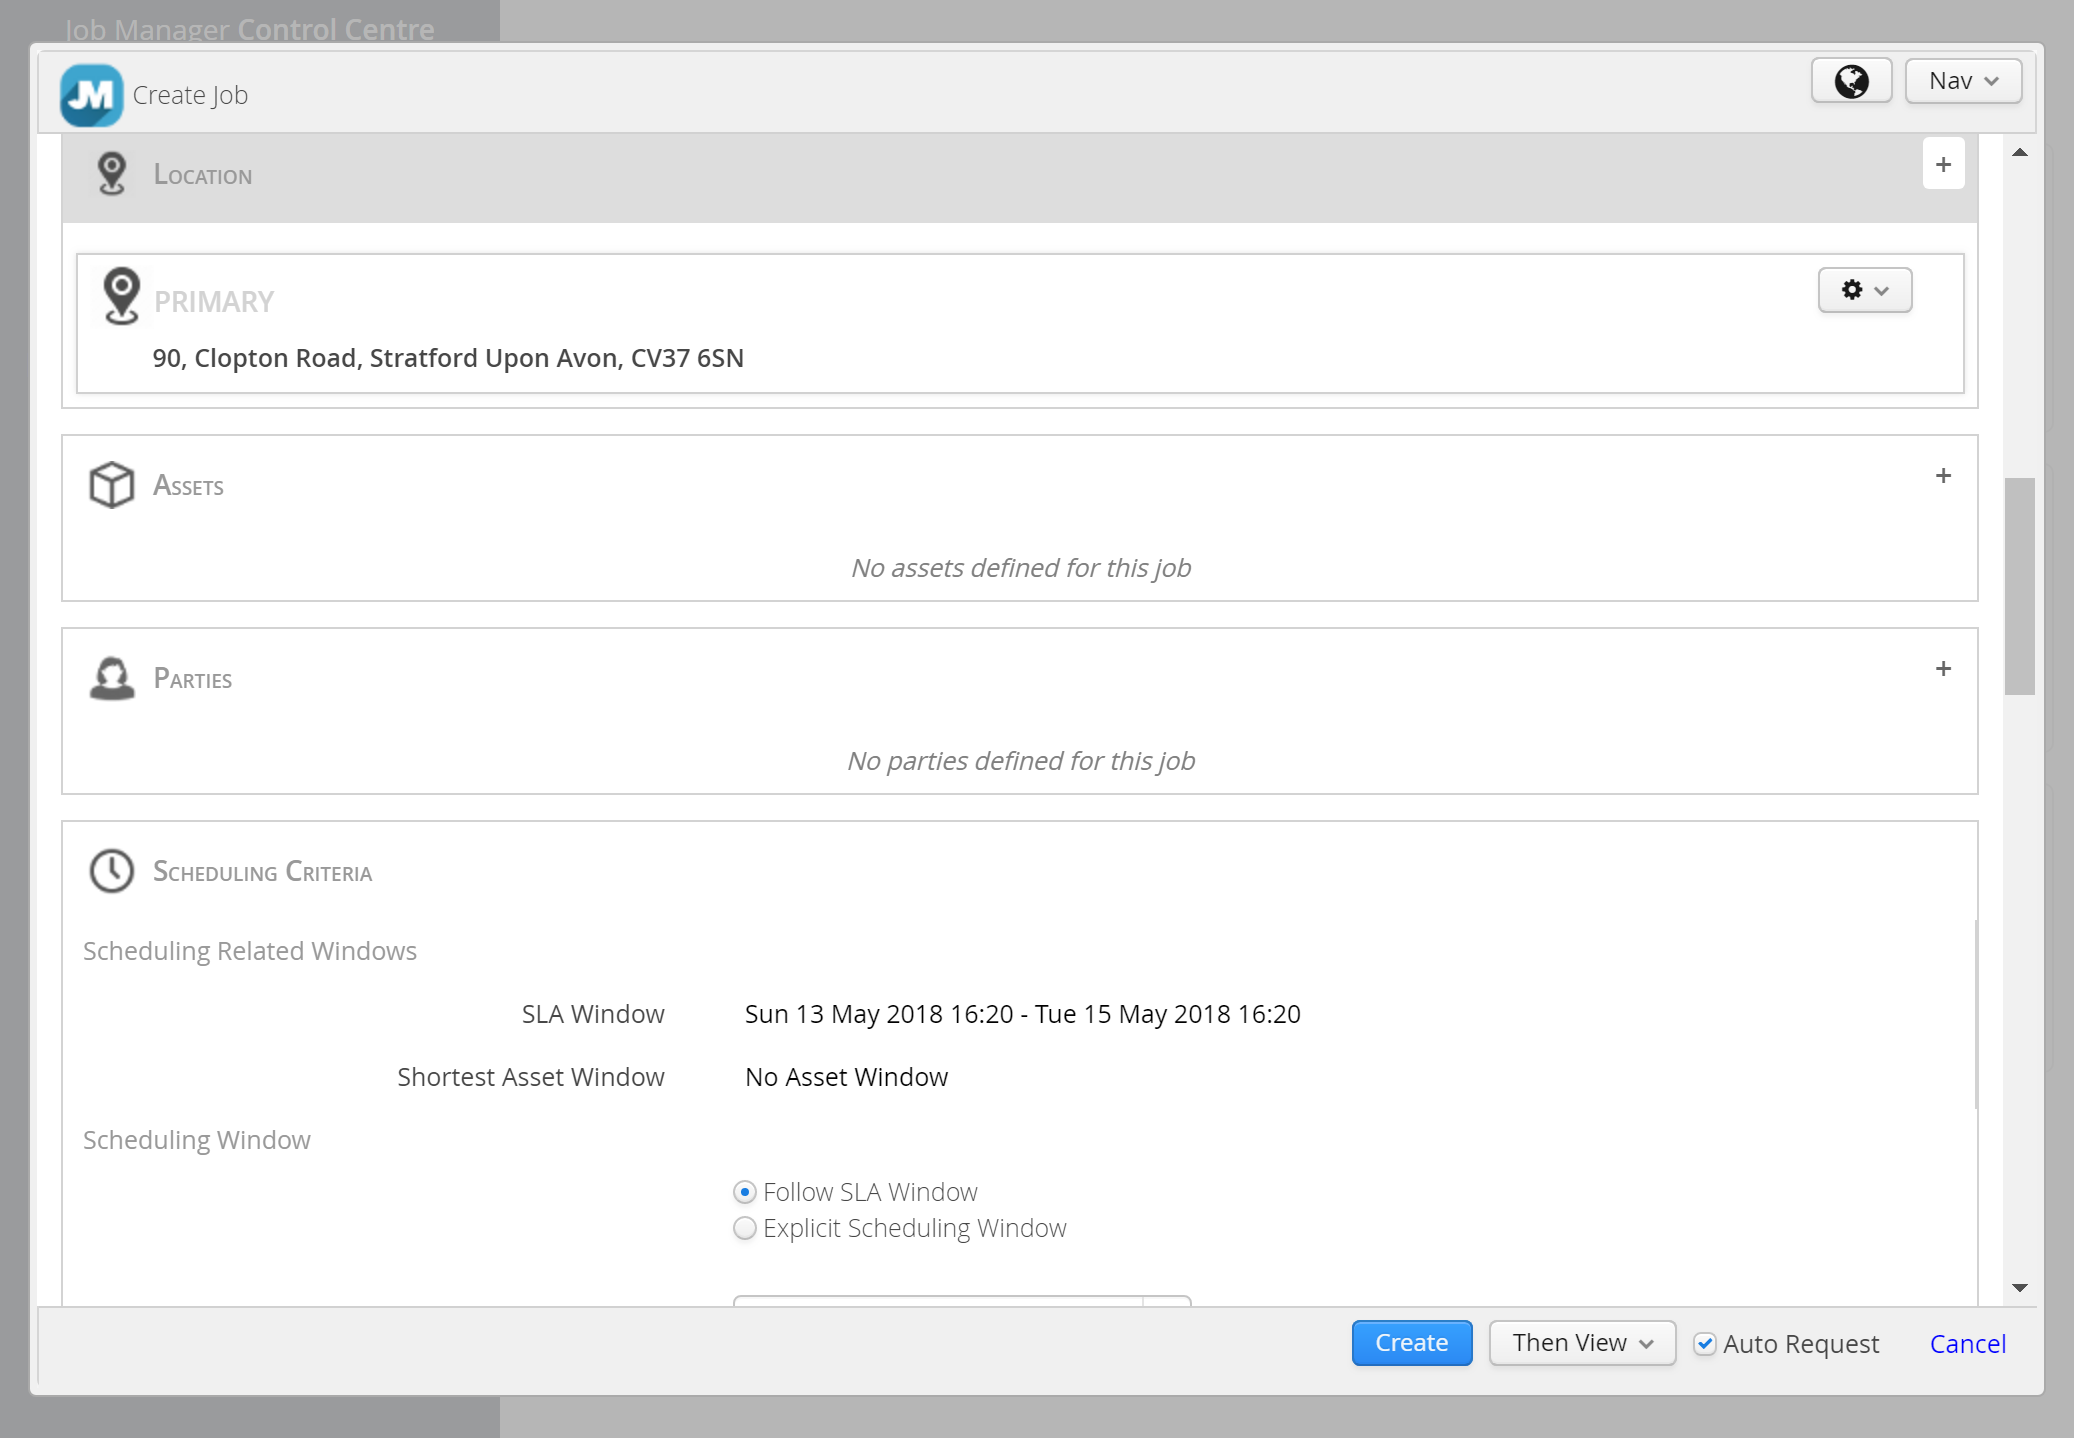 Job Manager Control Centre
JM Create Job
Nav
Location
+
PRIMARY
90, Clopton Road, Stratford Upon Avon, CV37 6SN
Assets
+
No assets defined for this job
Parties
+
No parties defined for this job
Scheduling Criteria
Scheduling Related Windows
SLA Window Sun 13 May 2018 16:20 - Tue 15 May 2018 16:20
Shortest Asset Window No Asset Window
Scheduling Window
Follow SLA Window
Explicit Scheduling Window
Create Then View Auto Request Cancel